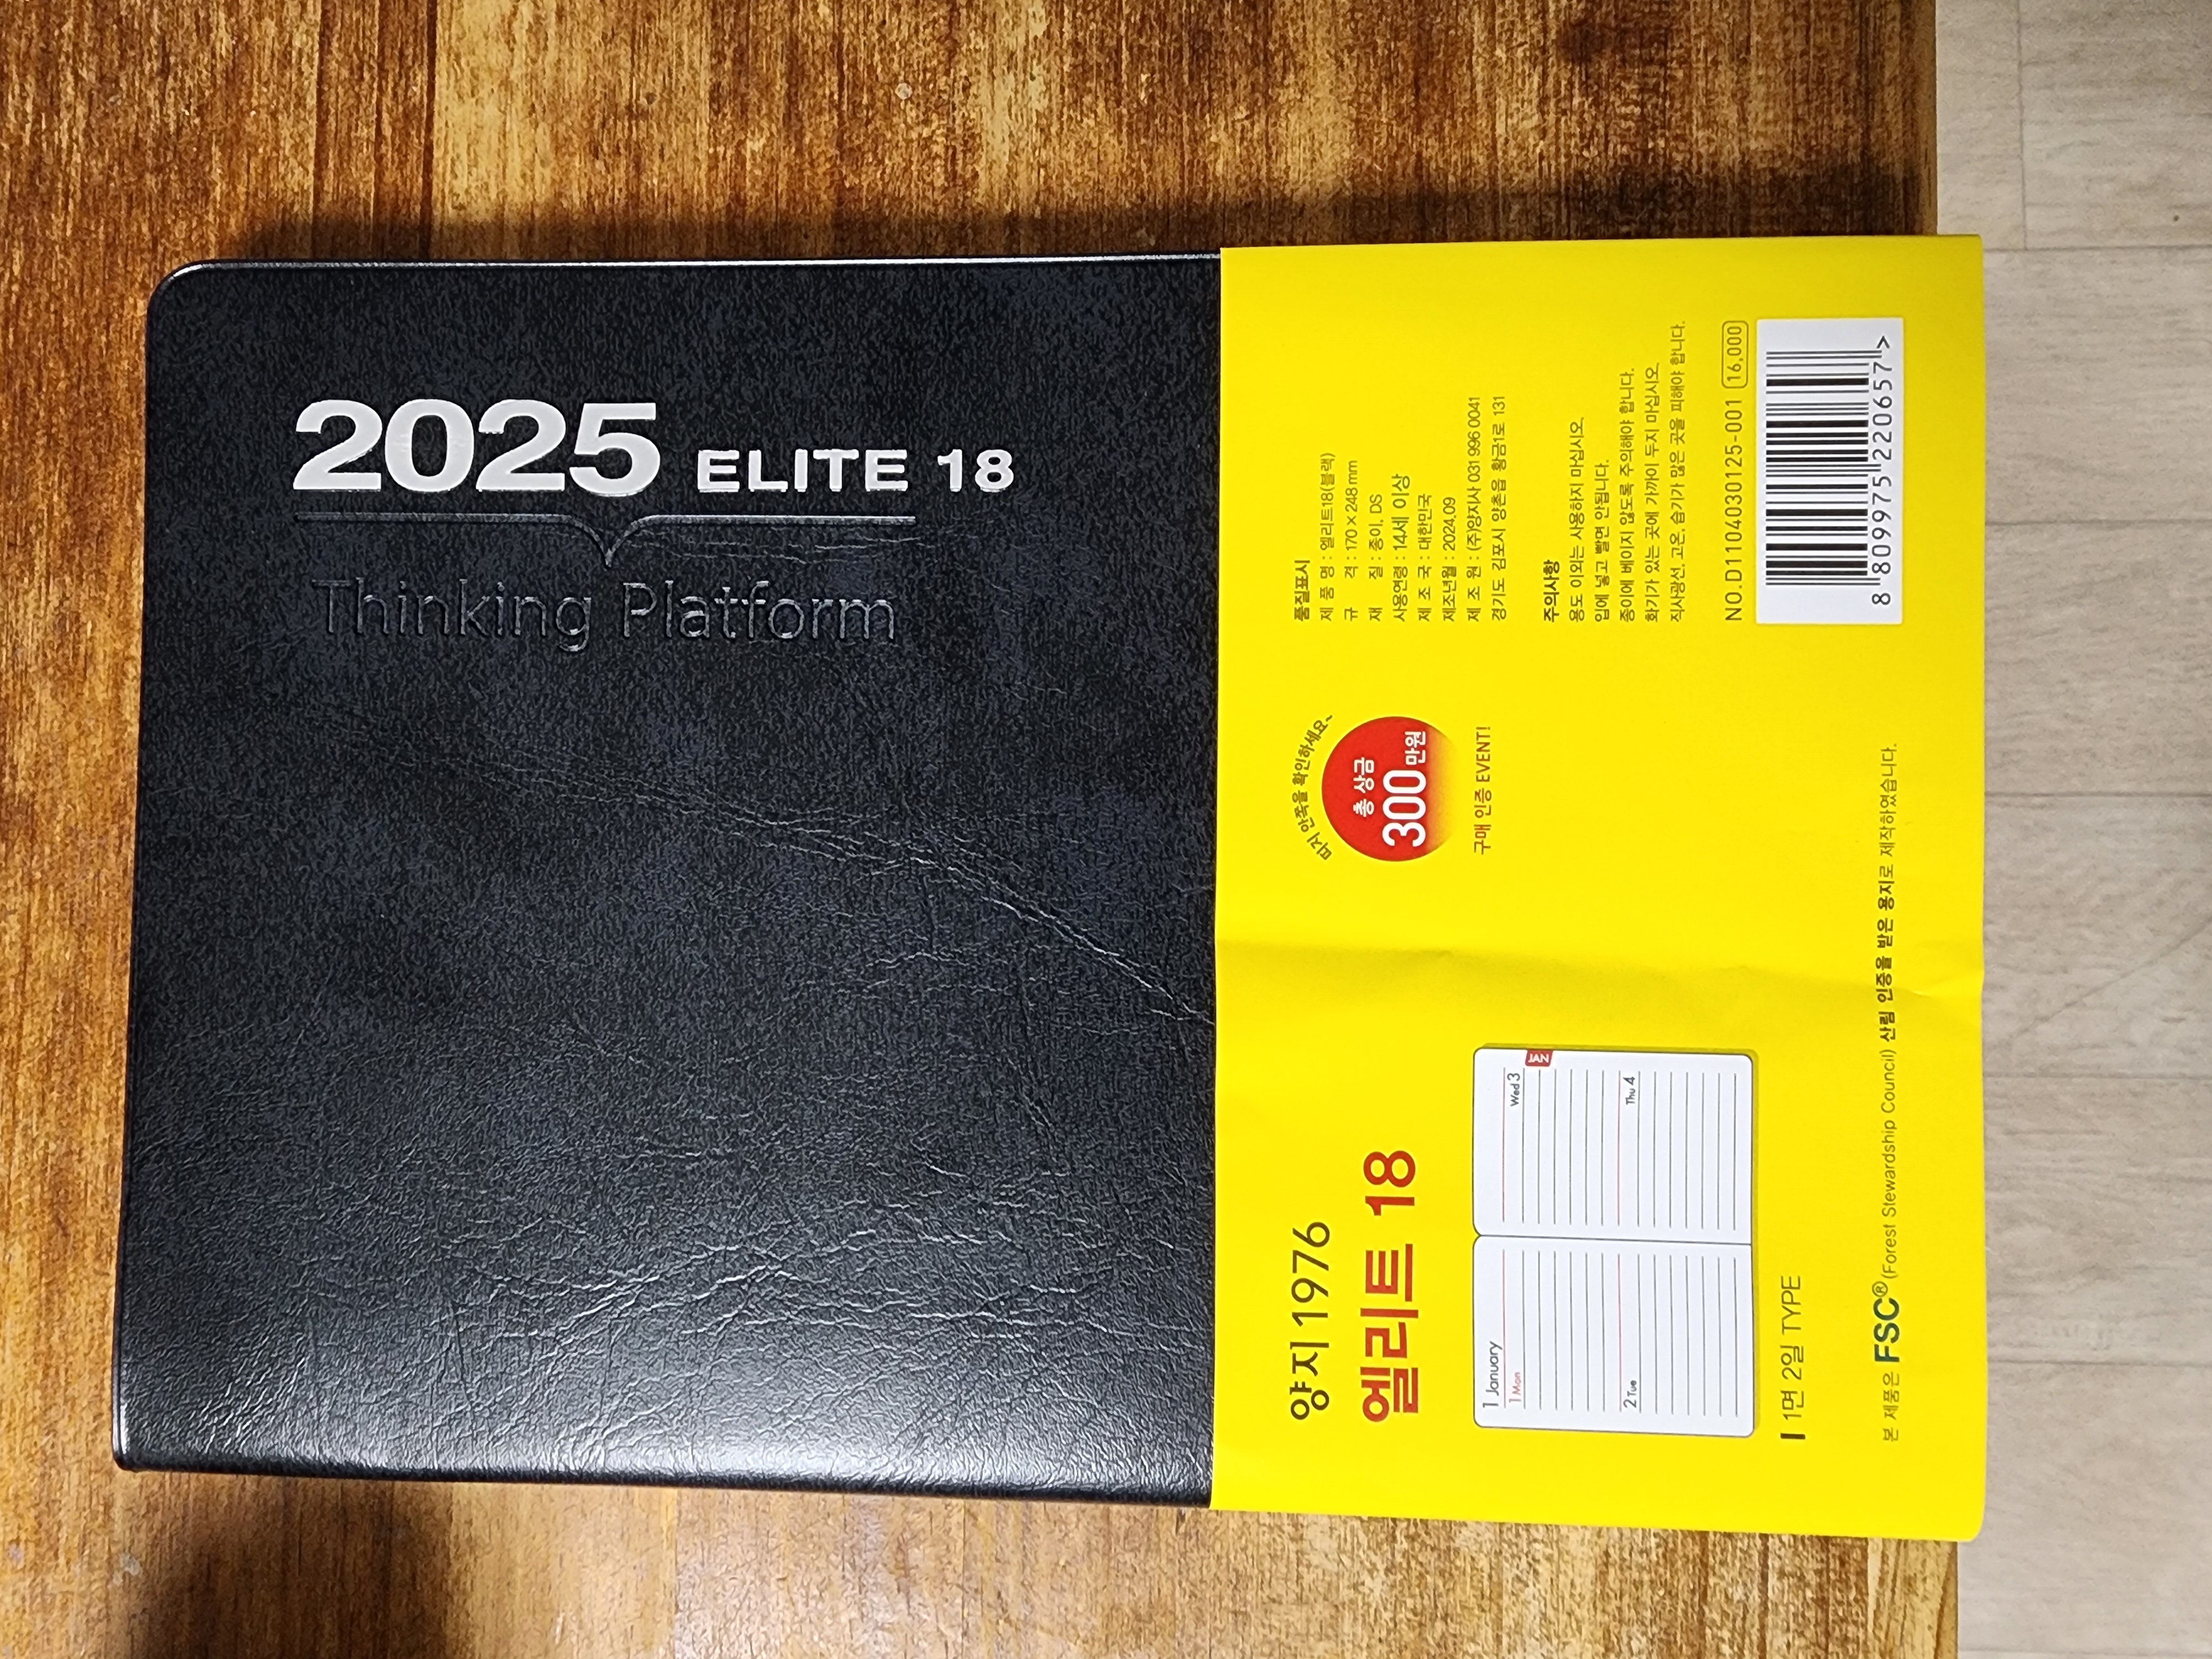 2025 ELITE 18
Thinking Platform
양지 1976
엘리트 18
1 January
1 Mon
2 Tue
Wed 3
Thu 4
JAN
1면 2일 TYPE
띠지 안쪽을 확인하세요~
총 상금
300만원
구매 인증 EVENT!
품질표시
제 품 명 : 엘리트18(블랙)
규 격 : 170 x 248 mm
재 질 : 종이, DS
사용연령 : 14세 이상
제 조 국 : 대한민국
제조년월 : 2024.09
제 조 원 : (주)양지사 031 996 0041
경기도 김포시 양촌읍 황금1로 131
주의사항
용도 이외는 사용하지 마십시오.
입에 넣고 빨면 안됩니다.
종이에 베이지 않도록 주의해야 합니다.
화기가 있는 곳에 가까이 두지 마십시오.
직사광선, 고온, 습기가 많은 곳을 피해야 합니다.
NO.D1104030125-001 16,000
8 809975 220657 >
본 제품은 FSC®(Forest Stewardship Council) 산림 인증을 받은 용지로 제작하였습니다.